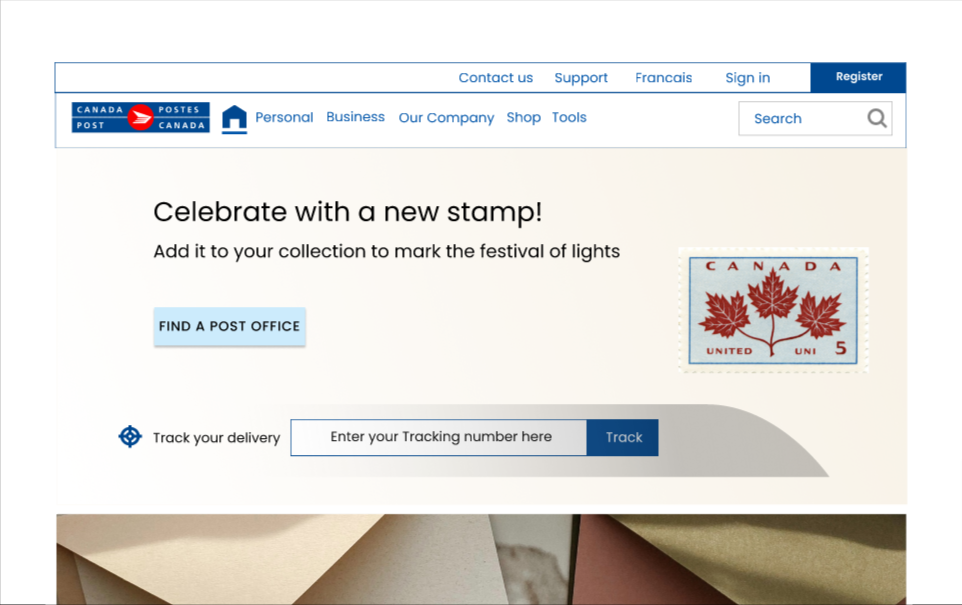 Contact us Support Francais Sign in Register
CANADA POSTES
POST CANADA
Personal Business Our Company Shop Tools
Search
Celebrate with a new stamp!
Add it to your collection to mark the festival of lights
CANADA
UNITED UNI 5
FIND A POST OFFICE
Track your delivery Enter your Tracking number here Track